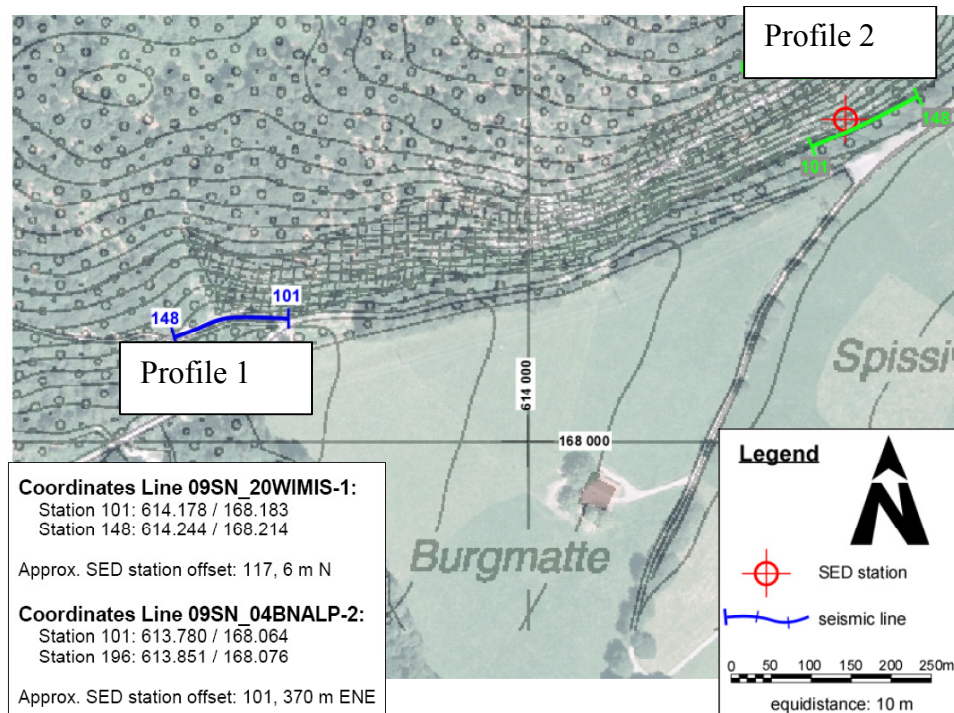 Profile 2
148
101
101
148
Profile 1
614 000
168 000
Spissi
Burgmatte
Coordinates Line 09SN_20WIMIS-1:
Station 101: 614.178 / 168.183
Station 148: 614.244 / 168.214
Approx. SED station offset: 117, 6 m N
Coordinates Line 09SN_04BNALP-2:
Station 101: 613.780 / 168.064
Station 196: 613.851 / 168.076
Approx. SED station offset: 101, 370 m ENE
Legend
N
SED station
seismic line
0 50 100 150 200 250m
equidistance: 10 m